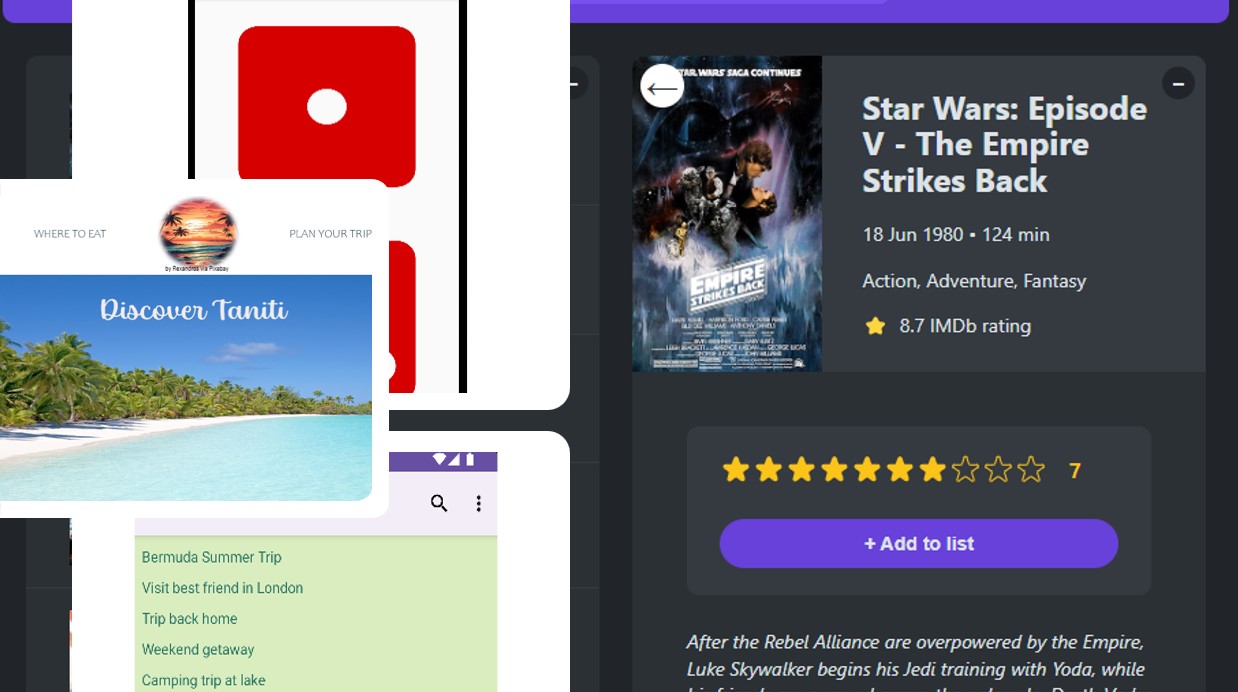 WHERE TO EAT
PLAN YOUR TRIP
by Rexandros via Pixabay
Discover Taniti
Bermuda Summer Trip
Visit best friend in London
Trip back home
Weekend getaway
Camping trip at lake
STAR WARS SAGA CONTINUES
EMPIRE
STRIKES BACK
Star Wars: Episode
V - The Empire
Strikes Back
18 Jun 1980 • 124 min
Action, Adventure, Fantasy
8.7 IMDb rating
7
+ Add to list
After the Rebel Alliance are overpowered by the Empire,
Luke Skywalker begins his Jedi training with Yoda, while